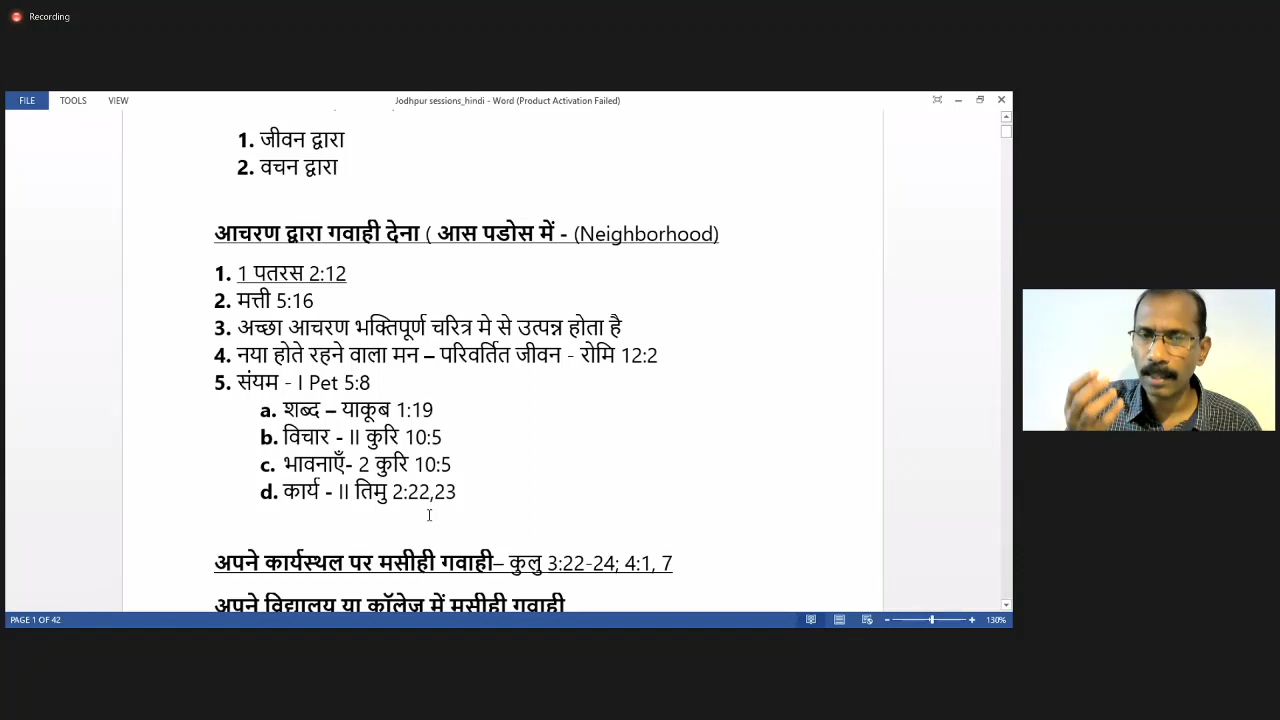 Recording
FILE TOOLS VIEW Jodhpur sessions_hindi - Word (Product Activation Failed)
1. जीवन द्वारा
2. वचन द्वारा
आचरण द्वारा गवाही देना ( आस पडोस में - (Neighborhood)
1. 1 पतरस 2:12
2. मत्ती 5:16
3. अच्छा आचरण भक्तिपूर्ण चरित्र मे से उत्पन्न होता है
4. नया होते रहने वाला मन – परिवर्तित जीवन - रोमि 12:2
5. संयम - I Pet 5:8
a. शब्द – याकूब 1:19
b. विचार - II कुरि 10:5
c. भावनाएँ- 2 कुरि 10:5
d. कार्य - II तिमु 2:22,23
अपने कार्यस्थल पर मसीही गवाही– कुलु 3:22-24; 4:1, 7
अपने विद्यालय या कॉलेज में मसीही गवाही
PAGE 1 OF 42 130%